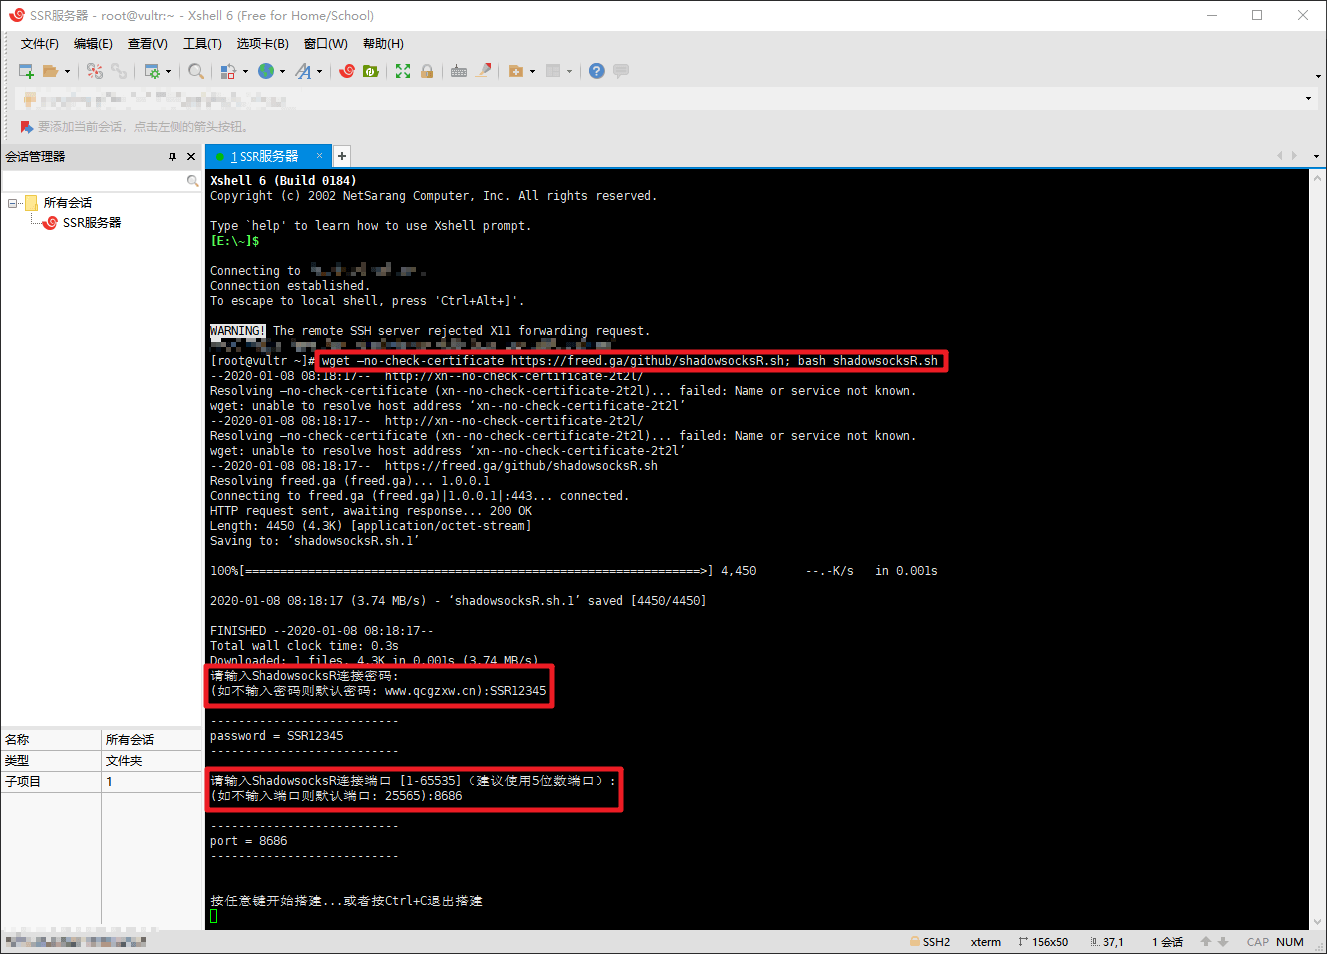 SSR服务器 - root@vultr:~ - Xshell 6 (Free for Home/School)
文件(F) 编辑(E) 查看(V) 工具(T) 选项卡(B) 窗口(W) 帮助(H)
要添加当前会话，点击左侧的箭头按钮。
会话管理器
1 SSR服务器
所有会话
SSR服务器
Xshell 6 (Build 0184)
Copyright (c) 2002 NetSarang Computer, Inc. All rights reserved.
Type `help' to learn how to use Xshell prompt.
[E:\~]$
Connecting to
Connection established.
To escape to local shell, press 'Ctrl+Alt+]'.
WARNING! The remote SSH server rejected X11 forwarding request.
[root@vultr ~]# wget –no-check-certificate https://freed.ga/github/shadowsocksR.sh; bash shadowsocksR.sh
--2020-01-08 08:18:17--  http://xn--no-check-certificate-2t2l/
Resolving –no-check-certificate (xn--no-check-certificate-2t2l)... failed: Name or service not known.
wget: unable to resolve host address ‘xn--no-check-certificate-2t2l’
--2020-01-08 08:18:17--  http://xn--no-check-certificate-2t2l/
Resolving –no-check-certificate (xn--no-check-certificate-2t2l)... failed: Name or service not known.
wget: unable to resolve host address ‘xn--no-check-certificate-2t2l’
--2020-01-08 08:18:17--  https://freed.ga/github/shadowsocksR.sh
Resolving freed.ga (freed.ga)... 1.0.0.1
Connecting to freed.ga (freed.ga)|1.0.0.1|:443... connected.
HTTP request sent, awaiting response... 200 OK
Length: 4450 (4.3K) [application/octet-stream]
Saving to: ‘shadowsocksR.sh.1’
100%[=================================================================>] 4,450       --.-K/s   in 0.001s
2020-01-08 08:18:17 (3.74 MB/s) - ‘shadowsocksR.sh.1’ saved [4450/4450]
FINISHED --2020-01-08 08:18:17--
Total wall clock time: 0.3s
Downloaded: 1 files, 4.3K in 0.001s (3.74 MB/s)
请输入ShadowsocksR连接密码:
(如不输入密码则默认密码: www.qcgzxw.cn):SSR12345
---------------------------
password = SSR12345
---------------------------
请输入ShadowsocksR连接端口 [1-65535]（建议使用5位数端口）:
(如不输入端口则默认端口: 25565):8686
---------------------------
port = 8686
---------------------------
按任意键开始搭建...或者按Ctrl+C退出搭建
名称 所有会话
类型 文件夹
子项目 1
SSH2 xterm 156x50 37,1 1 会话 CAP NUM